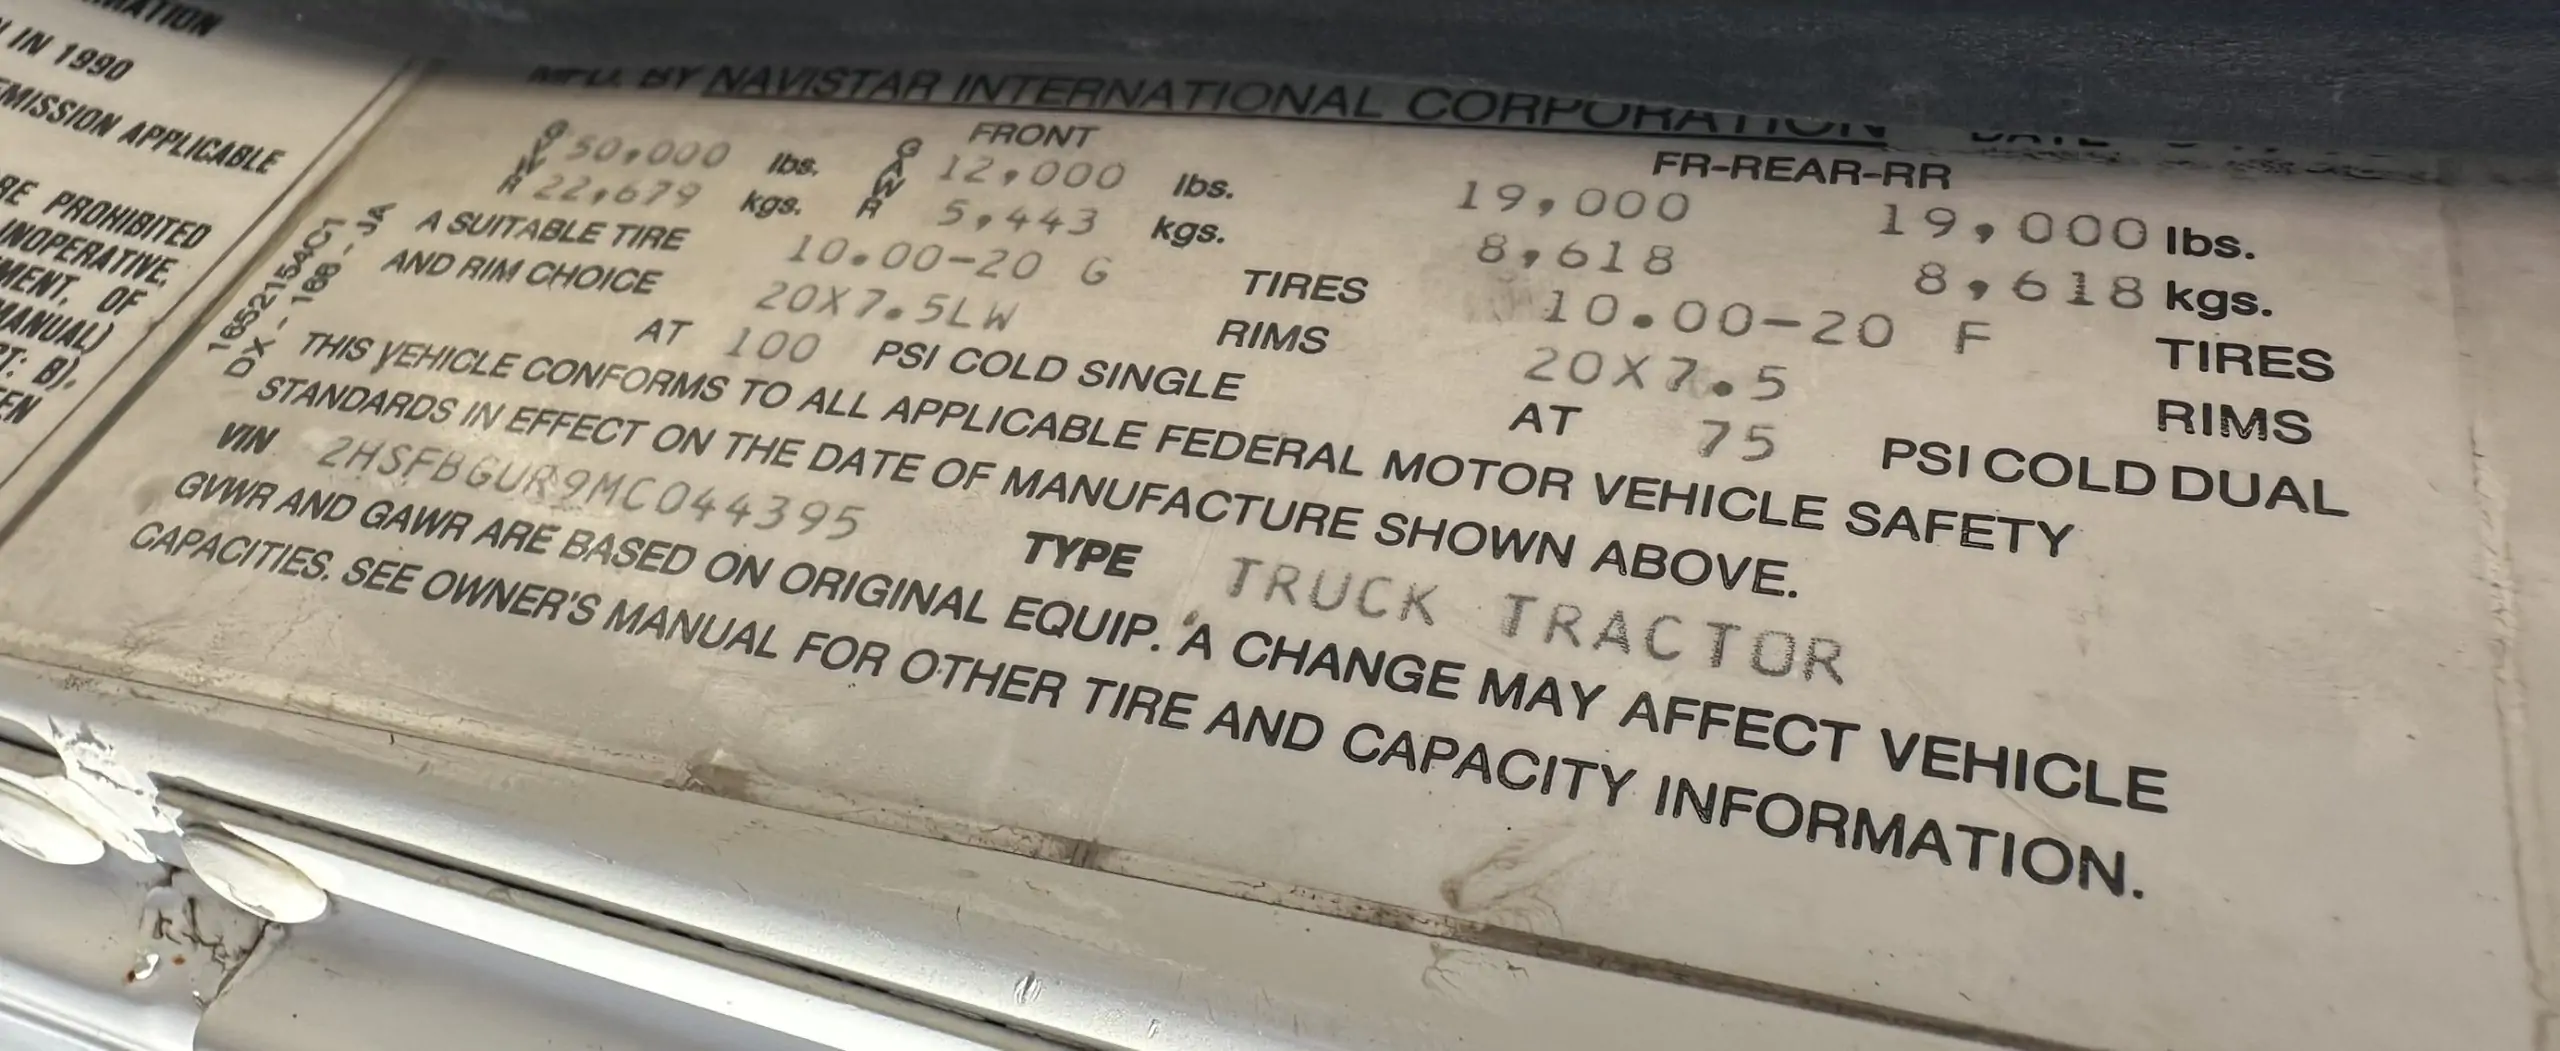 IN 1990
EMISSION APPLICABLE
RE PROHIBITED
INOPERATIVE.
MENT, OF
MANUAL)
T: B).
EEN
1652154C1
DX - 168 - JA
MFD. BY NAVISTAR INTERNATIONAL CORPORATION DATE
FRONT FR-REAR-RR
GVWR 50,000 lbs. GAWR 12,000 lbs. 19,000 19,000 lbs.
22,679 kgs. 5,443 kgs. 8,618 8,618 kgs.
A SUITABLE TIRE 10.00-20 G TIRES 10.00-20 F TIRES
AND RIM CHOICE 20X7.5LW RIMS 20X7.5 RIMS
AT 100 PSI COLD SINGLE AT 75 PSI COLD DUAL
THIS VEHICLE CONFORMS TO ALL APPLICABLE FEDERAL MOTOR VEHICLE SAFETY
STANDARDS IN EFFECT ON THE DATE OF MANUFACTURE SHOWN ABOVE.
VIN 2HSFBGUR9MC044395 TYPE TRUCK TRACTOR
GVWR AND GAWR ARE BASED ON ORIGINAL EQUIP. A CHANGE MAY AFFECT VEHICLE
CAPACITIES. SEE OWNER'S MANUAL FOR OTHER TIRE AND CAPACITY INFORMATION.